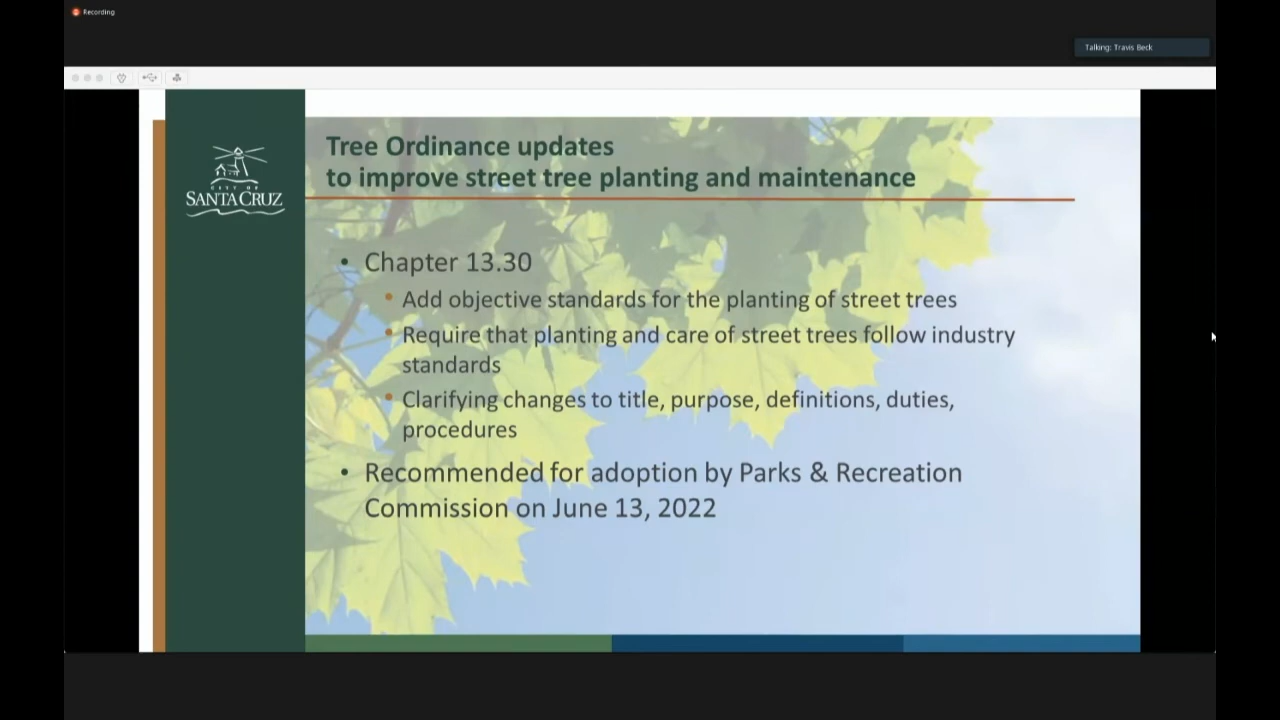 Recording
Talking: Travis Beck
CITY OF
SANTA CRUZ
Tree Ordinance updates
to improve street tree planting and maintenance
• Chapter 13.30
• Add objective standards for the planting of street trees
• Require that planting and care of street trees follow industry
standards
• Clarifying changes to title, purpose, definitions, duties,
procedures
• Recommended for adoption by Parks & Recreation
Commission on June 13, 2022